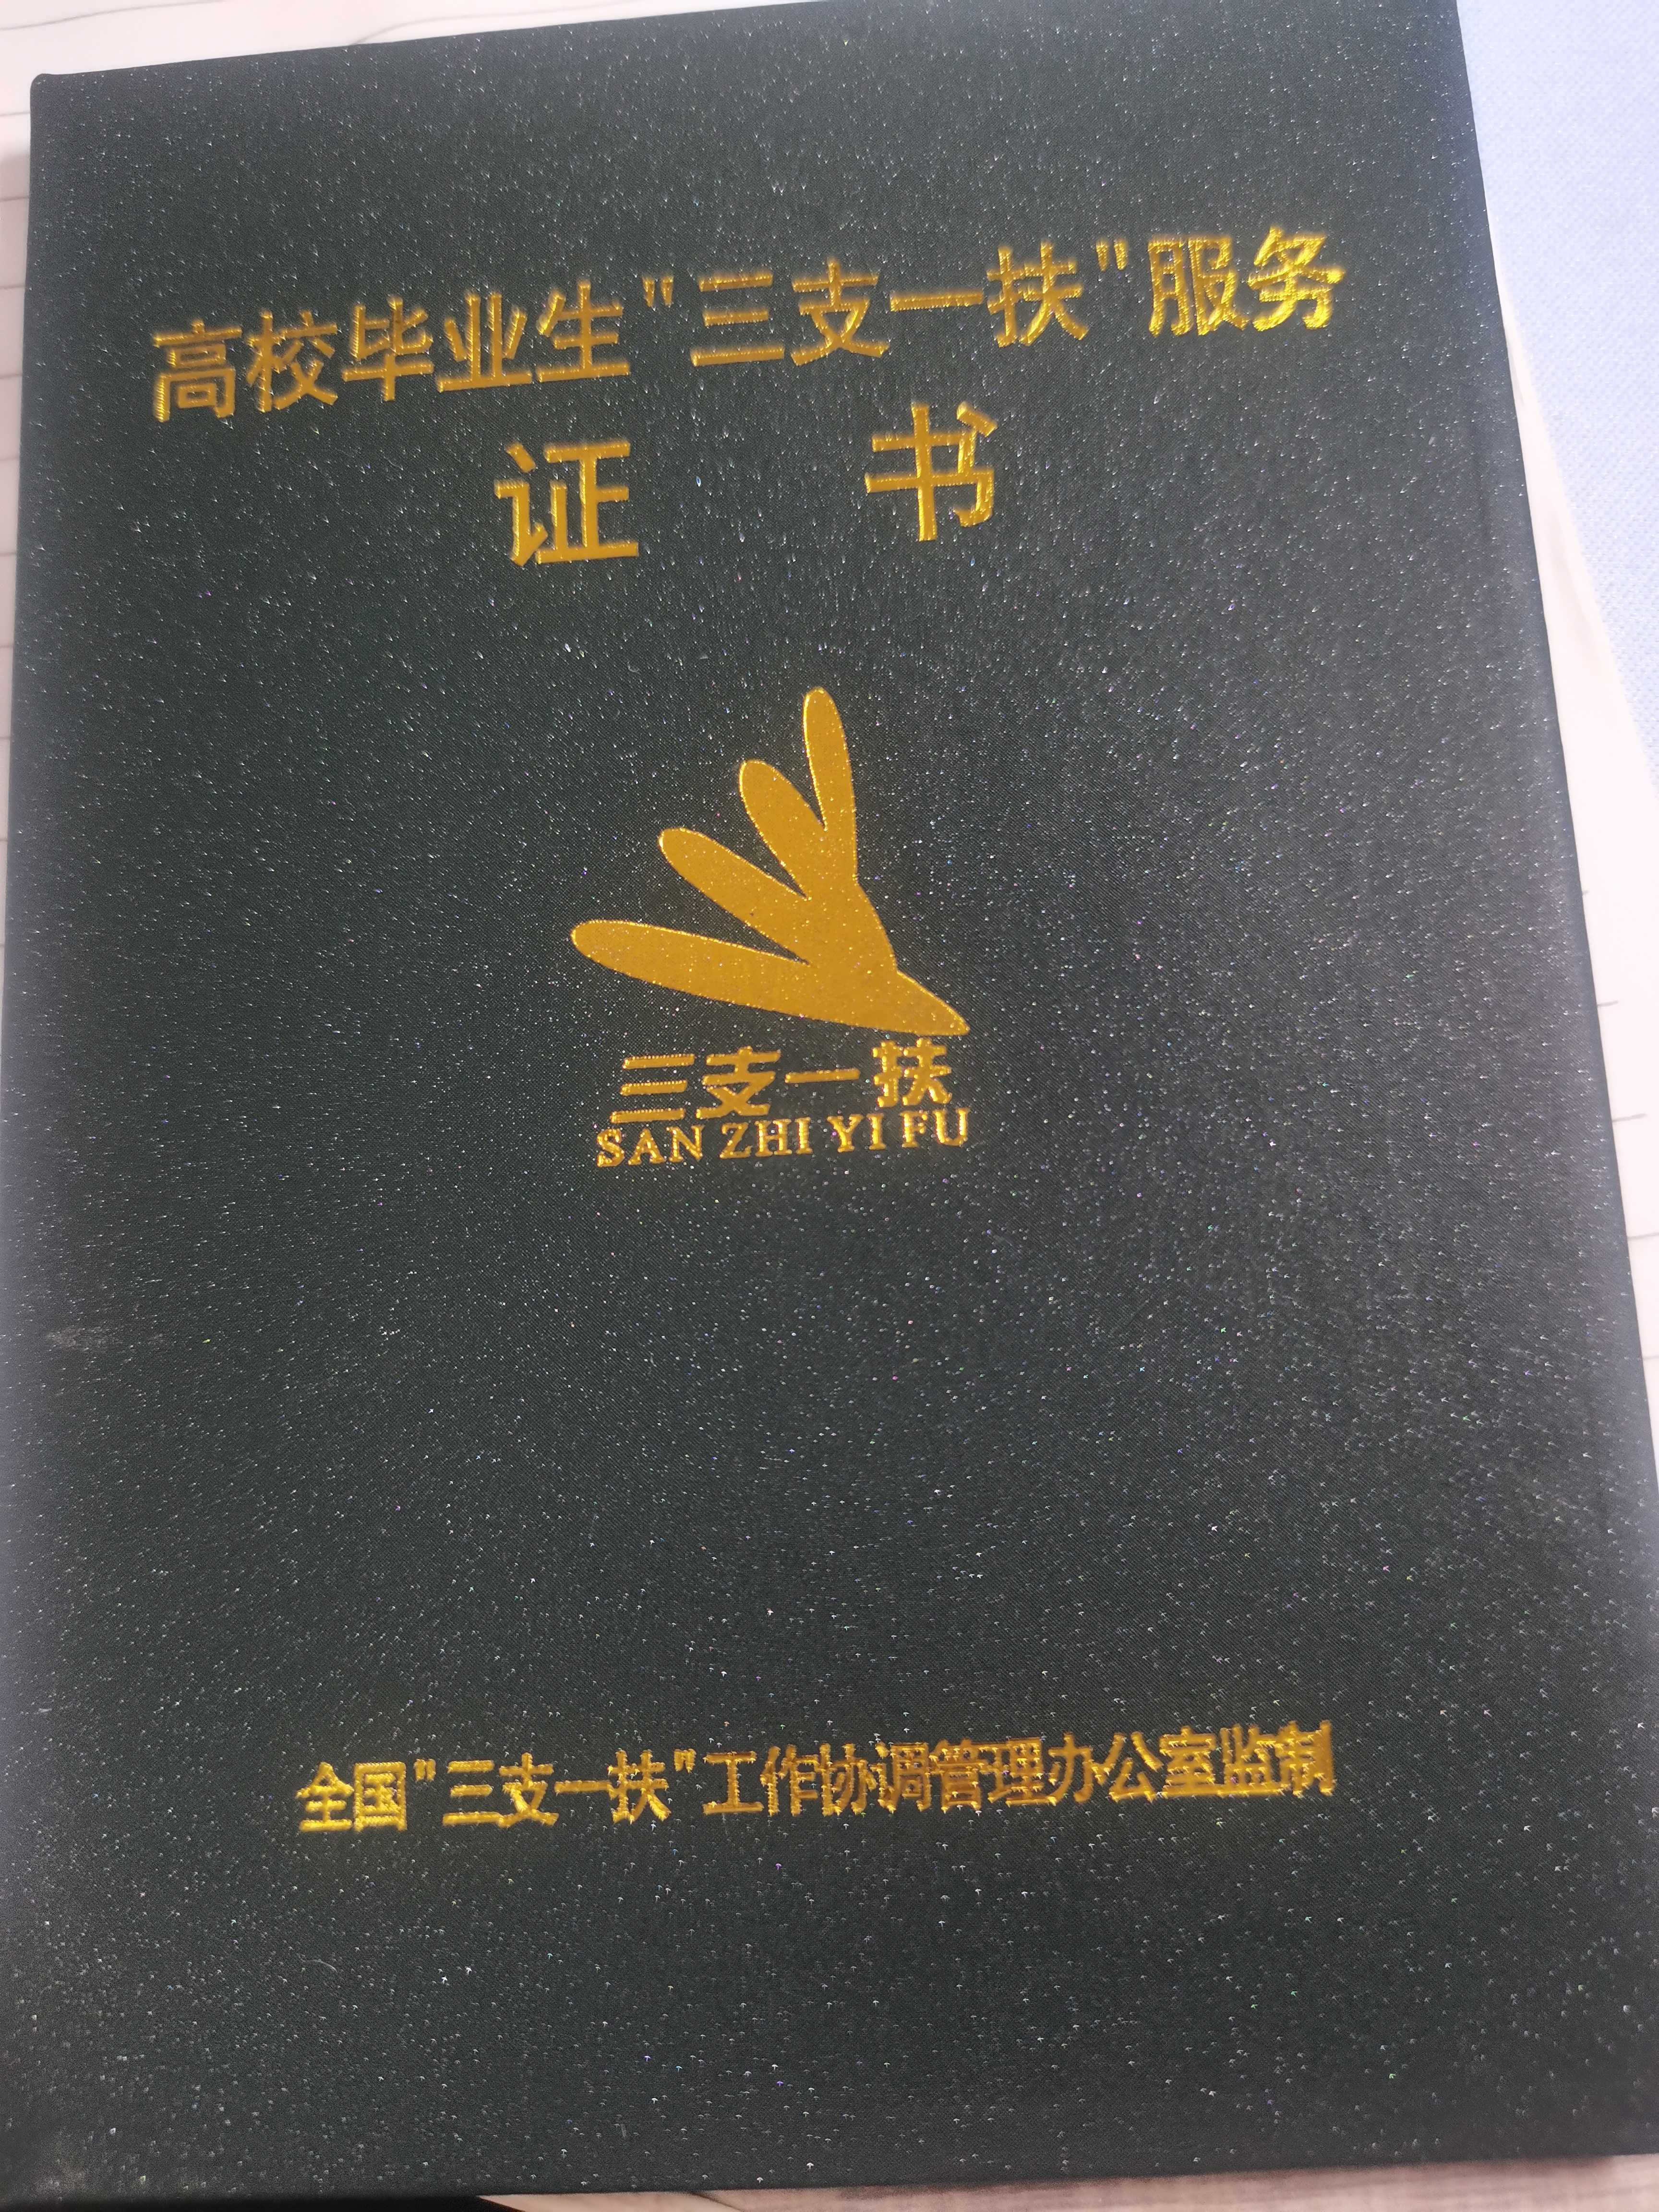 高校毕业生"三支一扶"服务
证书
三支一扶
SAN ZHI YI FU
全国"三支一扶"工作协调管理办公室监制